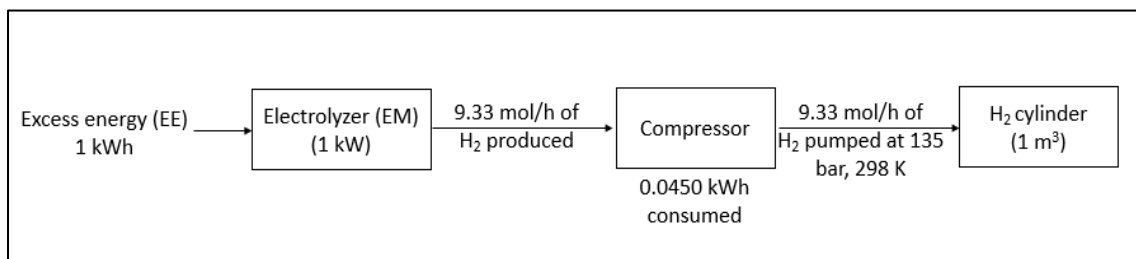 Excess energy (EE)
1 kWh
Electrolyzer (EM)
(1 kW)
9.33 mol/h of
H₂ produced
Compressor
0.0450 kWh
consumed
9.33 mol/h of
H₂ pumped at 135
bar, 298 K
H₂ cylinder
(1 m³)